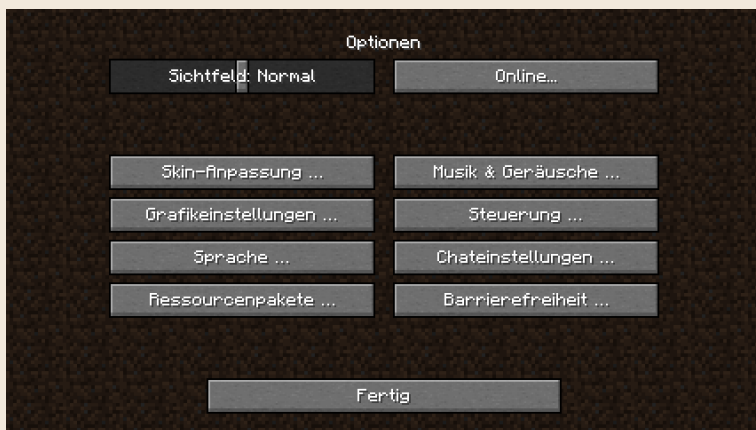 Optionen
Sichtfeld: Normal
Online...
Skin-Anpassung ...
Musik & Geräusche ...
Grafikeinstellungen ...
Steuerung ...
Sprache ...
Chateinstellungen ...
Ressourcenpakete ...
Barrierefreiheit ...
Fertig